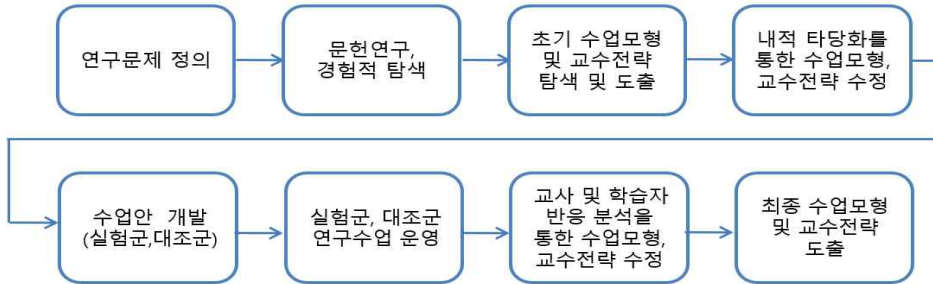 연구문제 정의
문헌연구,
경험적 탐색
초기 수업모형
및 교수전략
탐색 및 도출
내적 타당화를
통한 수업모형,
교수전략 수정
수업안 개발
(실험군,대조군)
실험군, 대조군
연구수업 운영
교사 및 학습자
반응 분석을
통한 수업모형,
교수전략 수정
최종 수업모형
및 교수전략
도출